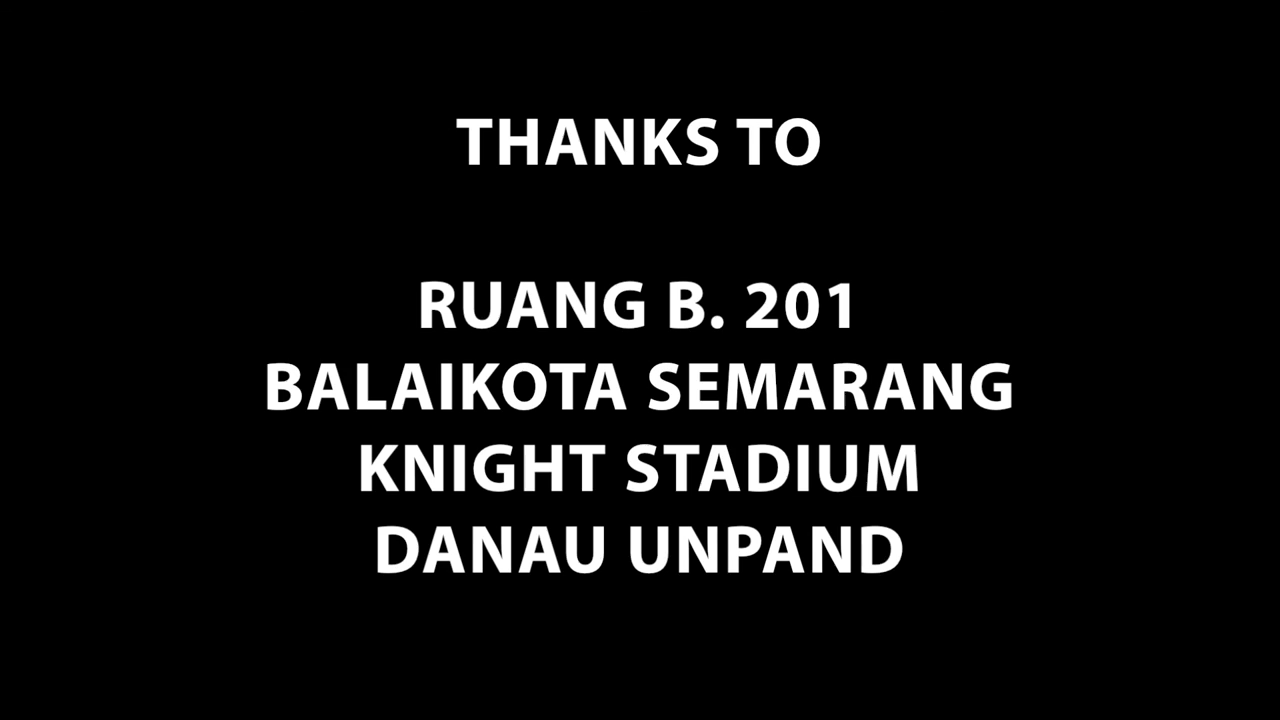 THANKS TO
RUANG B. 201
BALAIKOTA SEMARANG
KNIGHT STADIUM
DANAU UNPAND